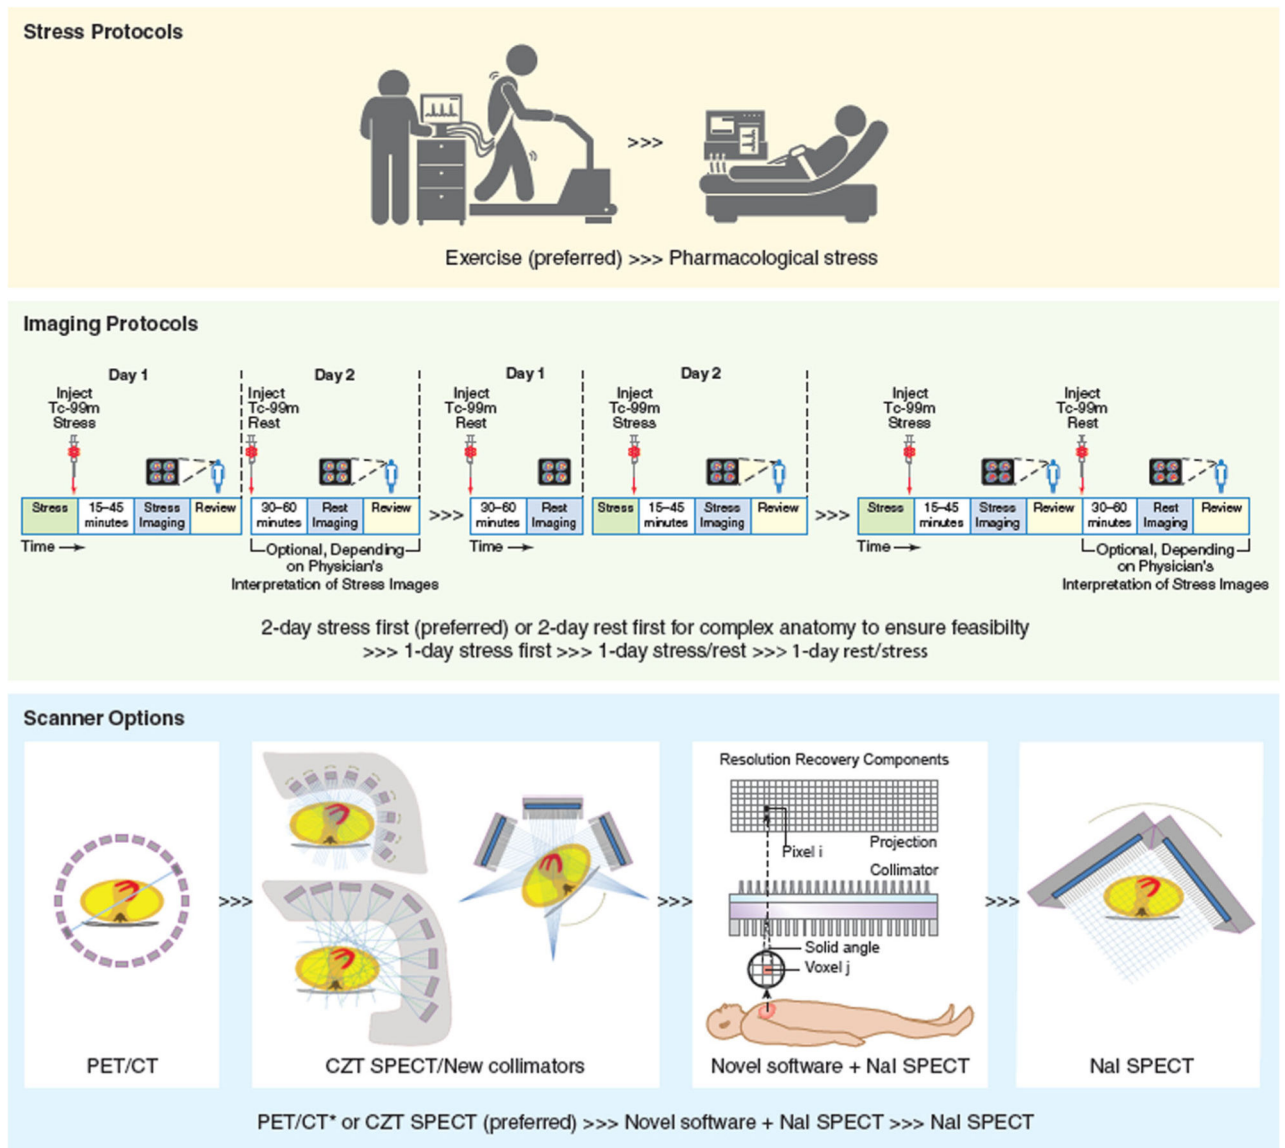 Stress Protocols
>>>
Exercise (preferred) >>> Pharmacological stress
Imaging Protocols
Day 1
Day 2
Day 1
Day 2
Inject
Tc-99m
Stress
Inject
Tc-99m
Rest
Inject
Tc-99m
Rest
Inject
Tc-99m
Stress
Inject
Tc-99m
Stress
Inject
Tc-99m
Rest
Stress
15–45
minutes
Stress
Imaging
Review
30–60
minutes
Rest
Imaging
Review
>>>
30–60
minutes
Rest
Imaging
Stress
15–45
minutes
Stress
Imaging
Review
>>>
Stress
15–45
minutes
Stress
Imaging
Review
30–60
minutes
Rest
Imaging
Review
Time
Optional, Depending
on Physician's
Interpretation of Stress Images
Time
Time
Optional, Depending
on Physician's
Interpretation of Stress Images
2-day stress first (preferred) or 2-day rest first for complex anatomy to ensure feasibilty
>>> 1-day stress first >>> 1-day stress/rest >>> 1-day rest/stress
Scanner Options
PET/CT
>>>
CZT SPECT/New collimators
>>>
Resolution Recovery Components
Projection
Pixel i
Collimator
Solid angle
Voxel j
Novel software + NaI SPECT
>>>
NaI SPECT
PET/CT* or CZT SPECT (preferred) >>> Novel software + NaI SPECT >>> NaI SPECT